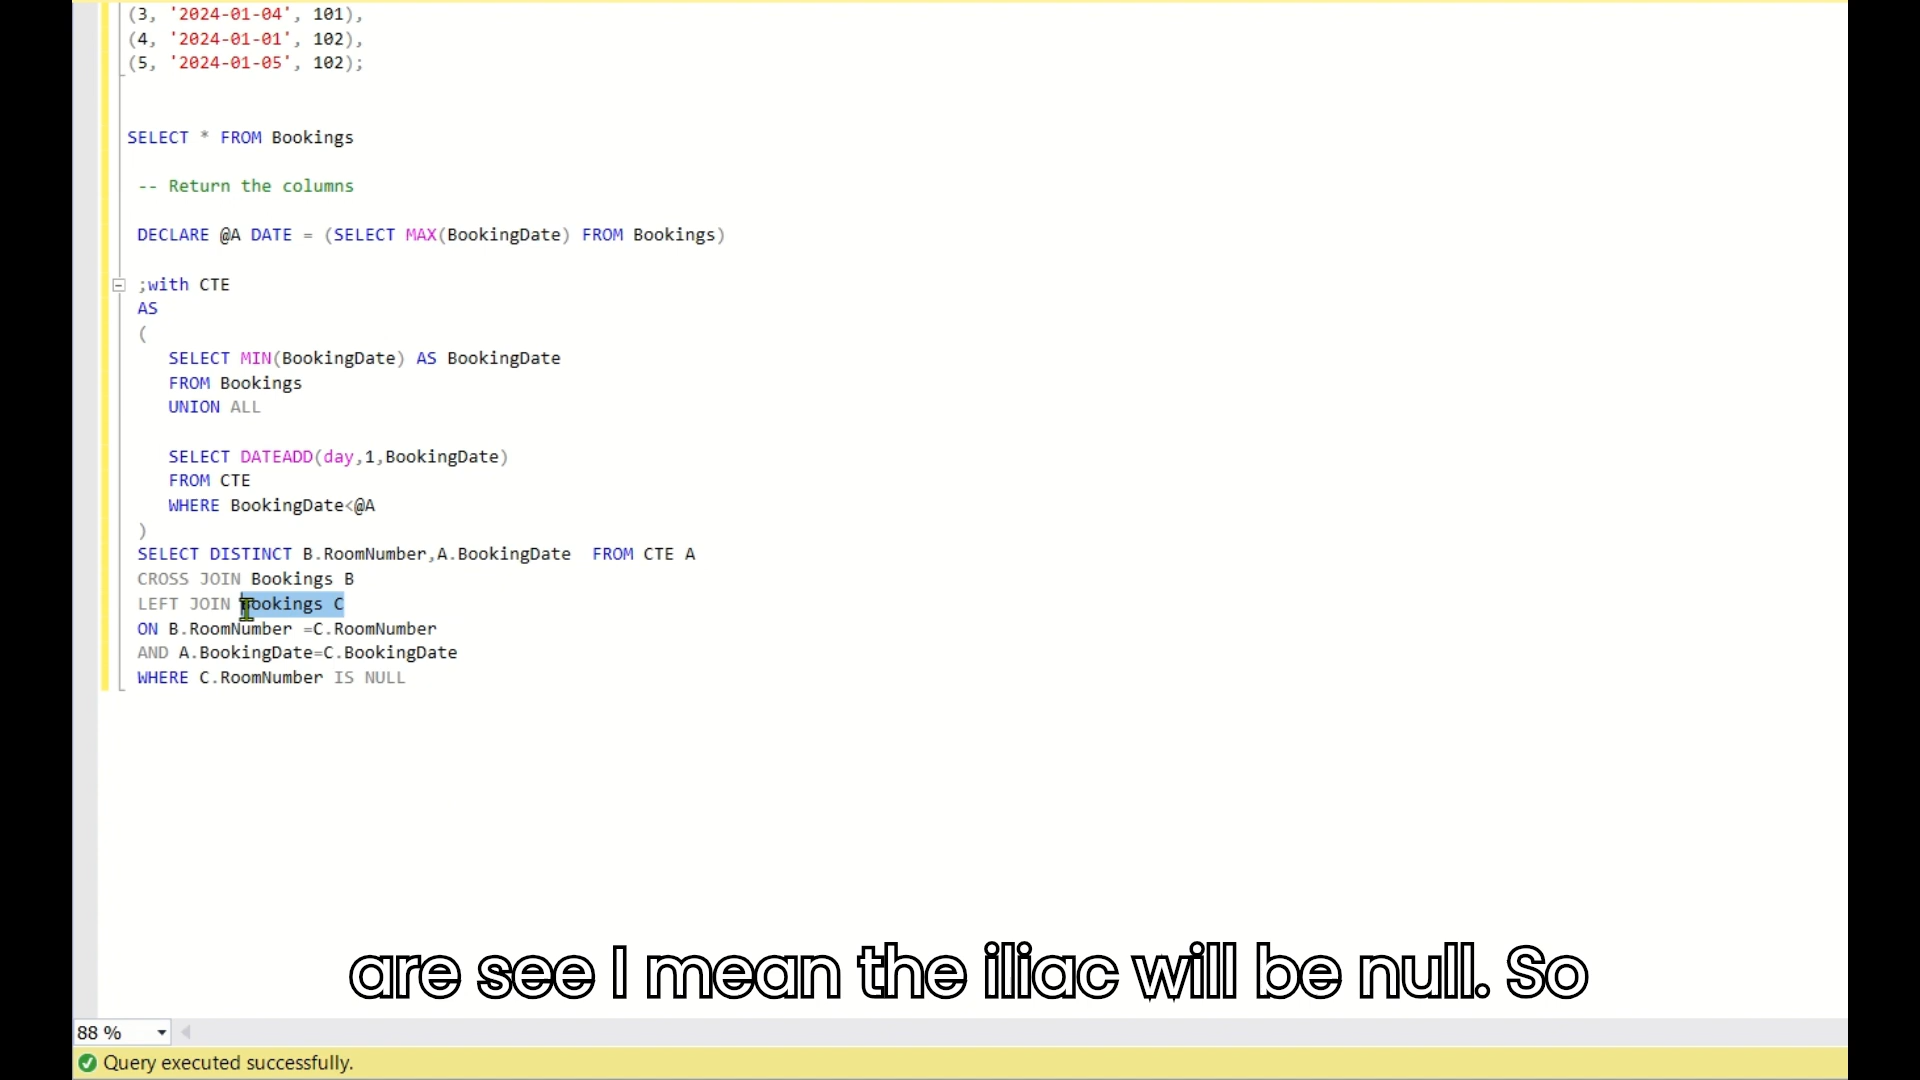 (3, '2024-01-04', 101),
(4, '2024-01-01', 102),
(5, '2024-01-05', 102);
SELECT * FROM Bookings
-- Return the columns
DECLARE @A DATE = (SELECT MAX(BookingDate) FROM Bookings)
;with CTE
AS
(
SELECT MIN(BookingDate) AS BookingDate
FROM Bookings
UNION ALL
SELECT DATEADD(day,1,BookingDate)
FROM CTE
WHERE BookingDate<@A
)
SELECT DISTINCT B.RoomNumber,A.BookingDate  FROM CTE A
CROSS JOIN Bookings B
LEFT JOIN Bookings C
ON B.RoomNumber =C.RoomNumber
AND A.BookingDate=C.BookingDate
WHERE C.RoomNumber IS NULL
are see I mean the iliac will be null. So
88 %
Query executed successfully.